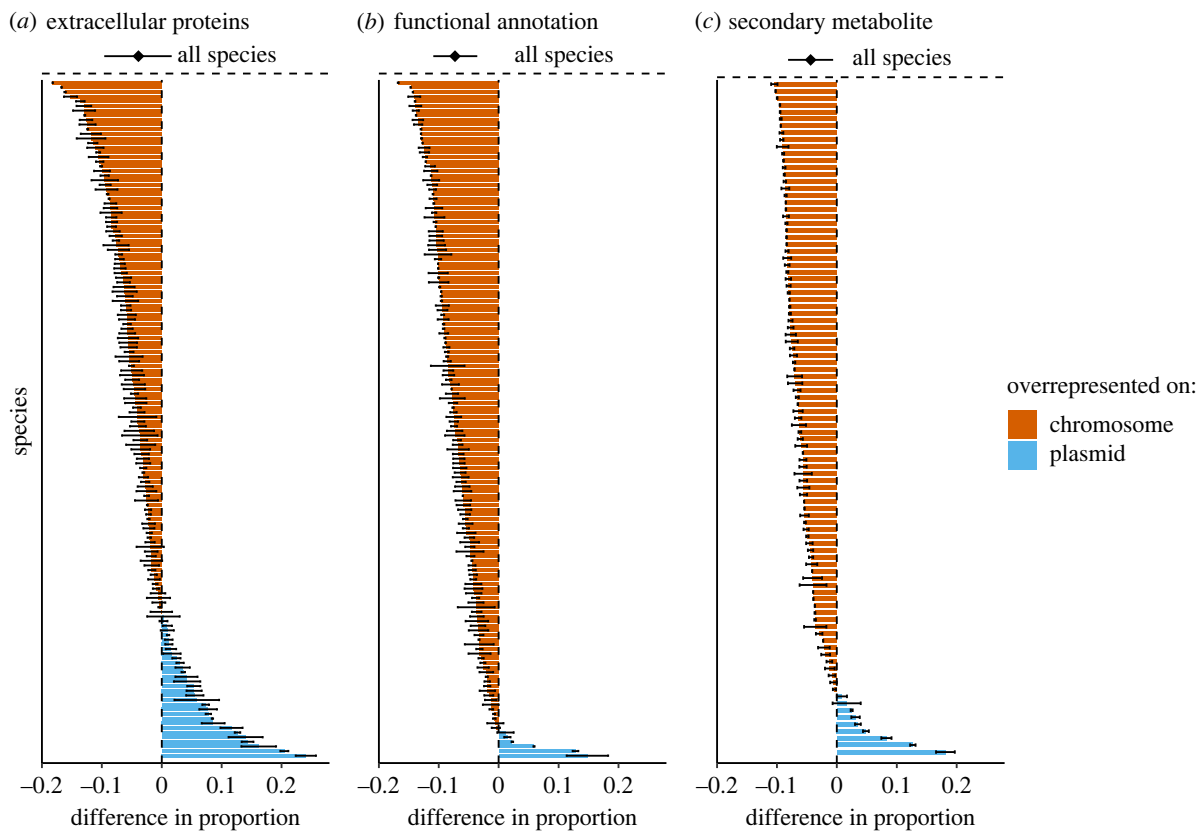 (a) extracellular proteins
(b) functional annotation
(c) secondary metabolite
all species
all species
all species
species
overrepresented on:
chromosome
plasmid
−0.2 −0.1 0 0.1 0.2
−0.2 −0.1 0 0.1 0.2
−0.2 −0.1 0 0.1 0.2
difference in proportion
difference in proportion
difference in proportion